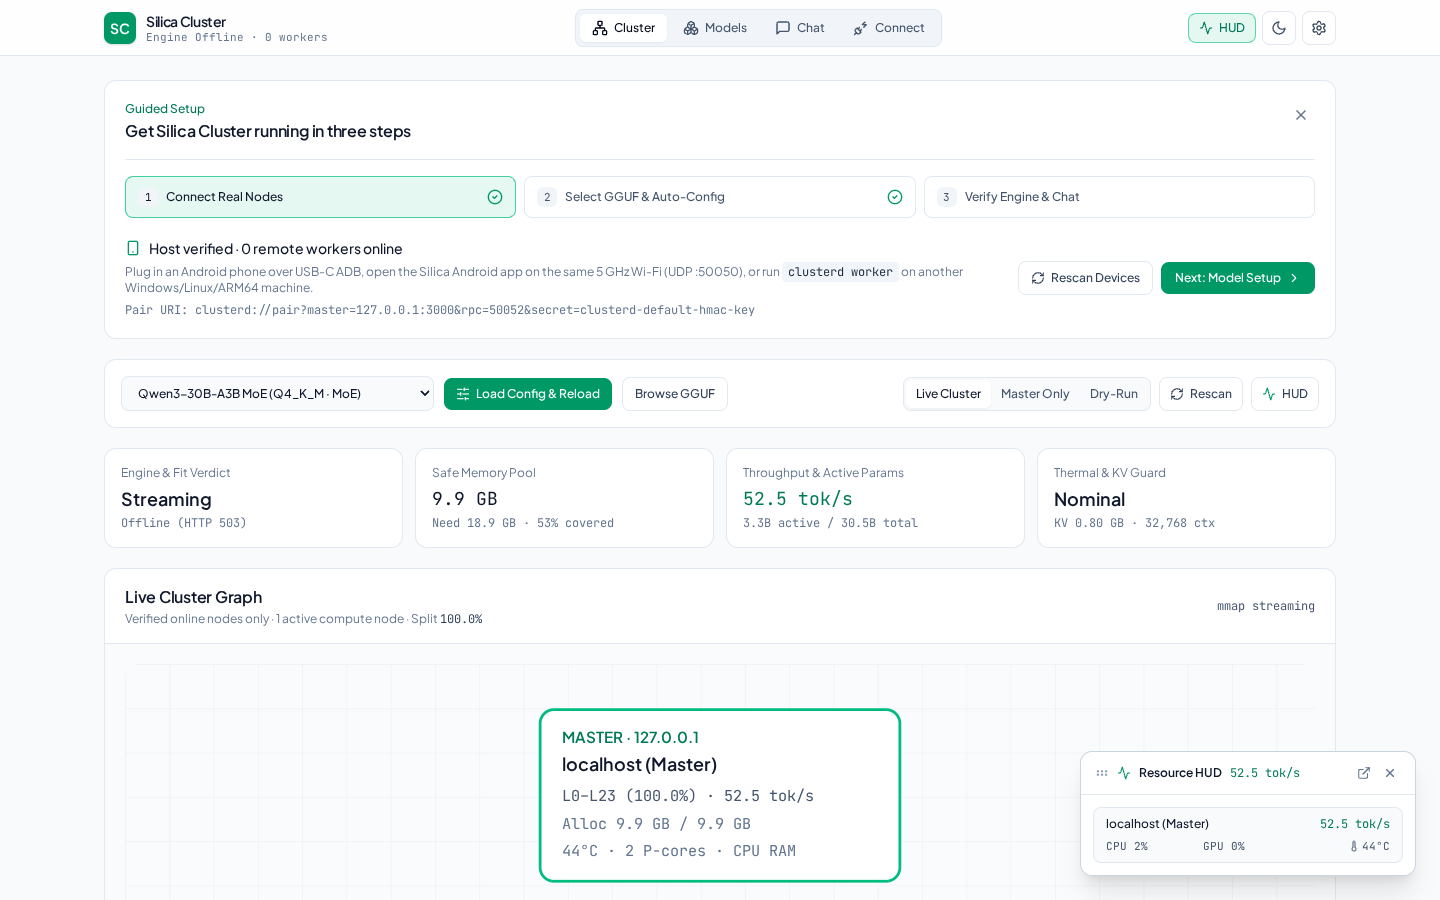 SC
Silica Cluster
Engine Offline · 0 workers
Cluster
Models
Chat
Connect
HUD
Guided Setup
Get Silica Cluster running in three steps
1 Connect Real Nodes
2 Select GGUF & Auto-Config
3 Verify Engine & Chat
Host verified · 0 remote workers online
Plug in an Android phone over USB-C ADB, open the Silica Android app on the same 5 GHz Wi-Fi (UDP :50050), or run clusterd worker on another
Windows/Linux/ARM64 machine.
Pair URI: clusterd://pair?master=127.0.0.1:3000&rpc=50052&secret=clusterd-default-hmac-key
Rescan Devices
Next: Model Setup
Qwen3-30B-A3B MoE (Q4_K_M · MoE)
Load Config & Reload
Browse GGUF
Live Cluster
Master Only
Dry-Run
Rescan
HUD
Engine & Fit Verdict
Streaming
Offline (HTTP 503)
Safe Memory Pool
9.9 GB
Need 18.9 GB · 53% covered
Throughput & Active Params
52.5 tok/s
3.3B active / 30.5B total
Thermal & KV Guard
Nominal
KV 0.80 GB · 32,768 ctx
Live Cluster Graph
Verified online nodes only · 1 active compute node · Split 100.0%
mmap streaming
MASTER · 127.0.0.1
localhost (Master)
L0–L23 (100.0%) · 52.5 tok/s
Alloc 9.9 GB / 9.9 GB
44°C · 2 P-cores · CPU RAM
Resource HUD 52.5 tok/s
localhost (Master) 52.5 tok/s
CPU 2% GPU 0% 44°C